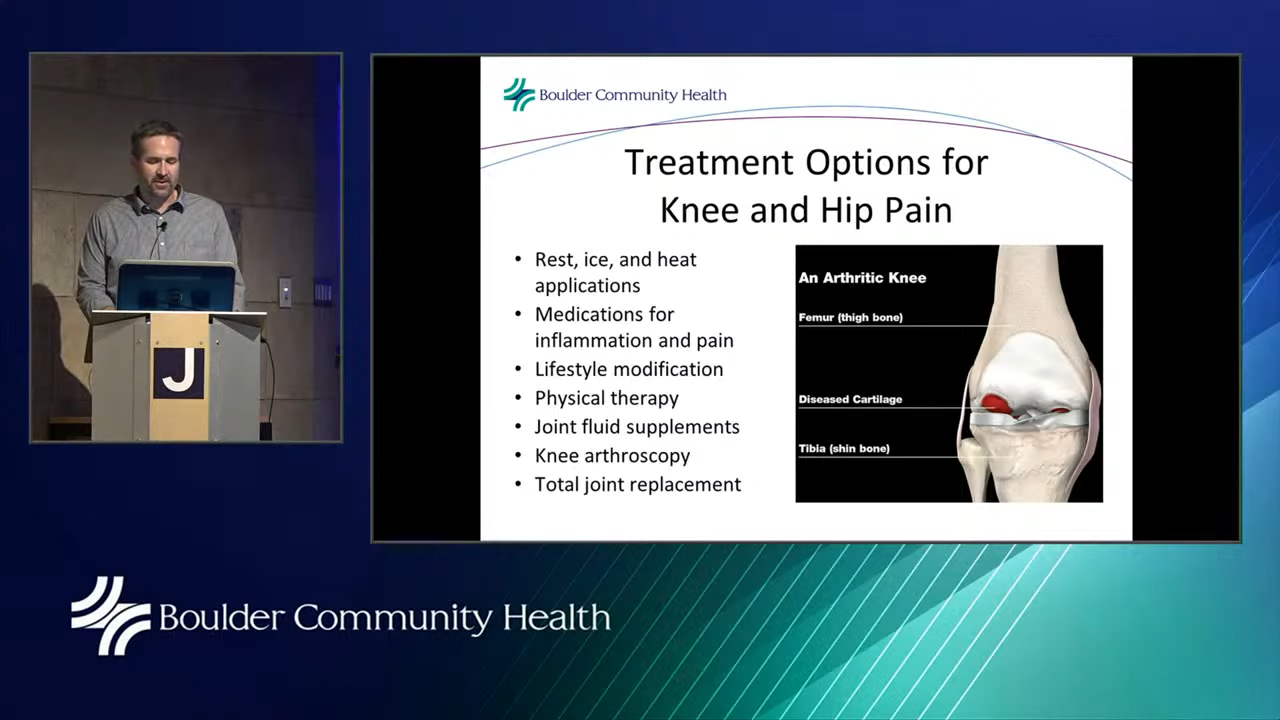 Boulder Community Health
Treatment Options for
Knee and Hip Pain
• Rest, ice, and heat
applications
• Medications for
inflammation and pain
• Lifestyle modification
• Physical therapy
• Joint fluid supplements
• Knee arthroscopy
• Total joint replacement
An Arthritic Knee
Femur (thigh bone)
Diseased Cartilage
Tibia (shin bone)
J
Boulder Community Health